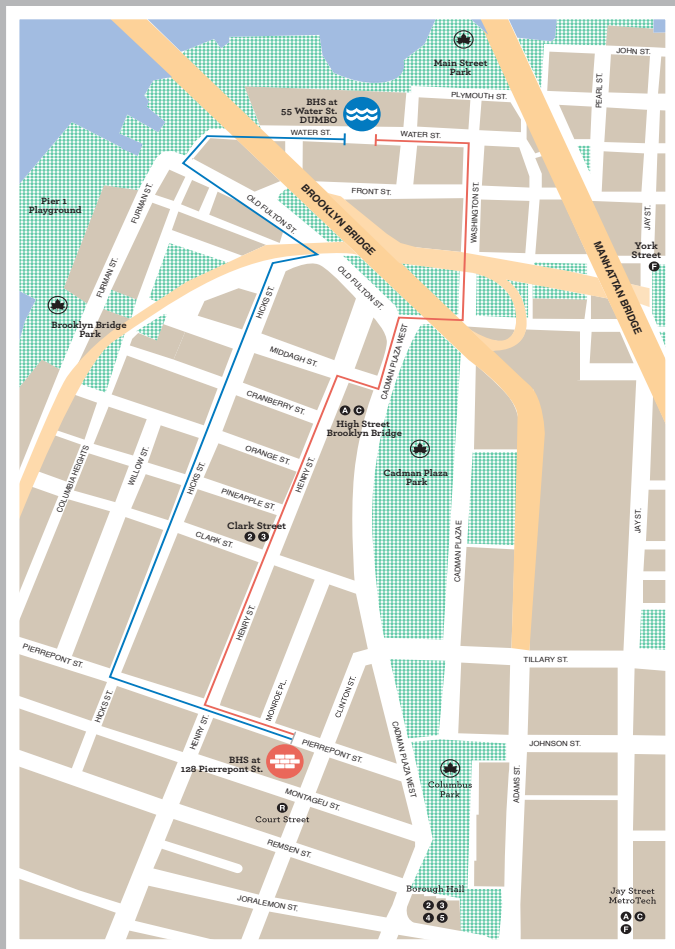 Main Street
Park
JOHN ST.
PEARL ST.
PLYMOUTH ST.
BHS at
55 Water St.
DUMBO
WATER ST.
WATER ST.
FRONT ST.
WASHINGTON ST.
JAY ST.
York
Street
F
Pier 1
Playground
FURMAN ST.
OLD FULTON ST.
BROOKLYN BRIDGE
MANHATTAN BRIDGE
FURMAN ST.
OLD FULTON ST.
HICKS ST.
Brooklyn Bridge
Park
MIDDAGH ST.
CADMAN PLAZA WEST
CRANBERRY ST.
A C
High Street
Brooklyn Bridge
ORANGE ST.
HENRY ST.
Cadman Plaza
Park
COLUMBIA HEIGHTS
WILLOW ST.
HICKS ST.
PINEAPPLE ST.
Clark Street
2 3
CLARK ST.
CADMAN PLAZA E
JAY ST.
HENRY ST.
PIERREPONT ST.
TILLARY ST.
HICKS ST.
HENRY ST.
MONROE PL.
CLINTON ST.
CADMAN PLAZA WEST
PIERREPONT ST.
JOHNSON ST.
BHS at
128 Pierrepont St.
Columbus
Park
ADAMS ST.
MONTAGEU ST.
R
Court Street
REMSEN ST.
JORALEMON ST.
Borough Hall
2 3
4 5
Jay Street
MetroTech
A C
F